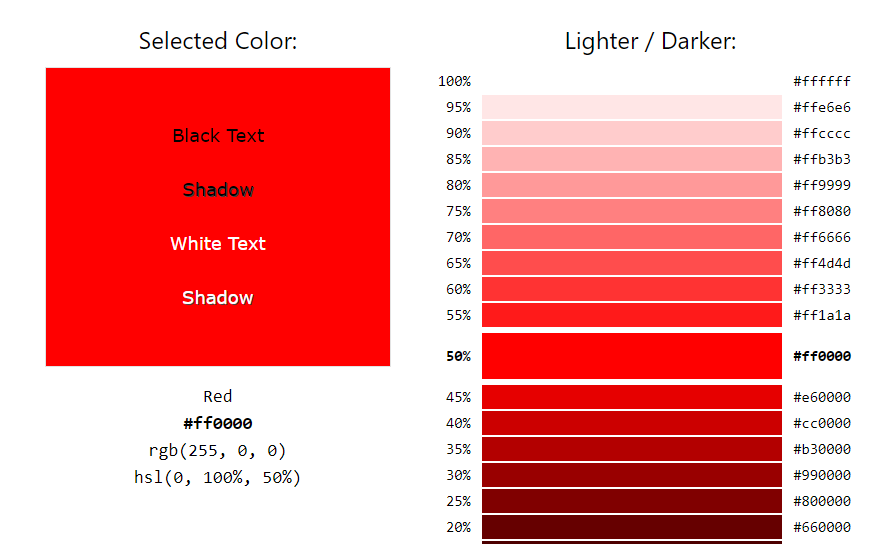 Selected Color:
Black Text
Shadow
White Text
Shadow
Red
#ff0000
rgb(255, 0, 0)
hsl(0, 100%, 50%)
Lighter / Darker:
100% #ffffff
95% #ffe6e6
90% #ffcccc
85% #ffb3b3
80% #ff9999
75% #ff8080
70% #ff6666
65% #ff4d4d
60% #ff3333
55% #ff1a1a
50% #ff0000
45% #e60000
40% #cc0000
35% #b30000
30% #990000
25% #800000
20% #660000